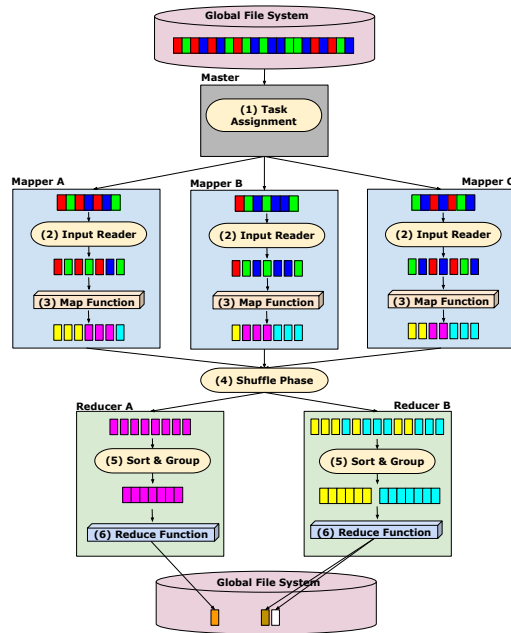 Global File System
Master
(1) Task
Assignment
Mapper A
Mapper B
Mapper C
(2) Input Reader
(2) Input Reader
(2) Input Reader
(3) Map Function
(3) Map Function
(3) Map Function
(4) Shuffle Phase
Reducer A
Reducer B
(5) Sort & Group
(5) Sort & Group
(6) Reduce Function
(6) Reduce Function
Global File System